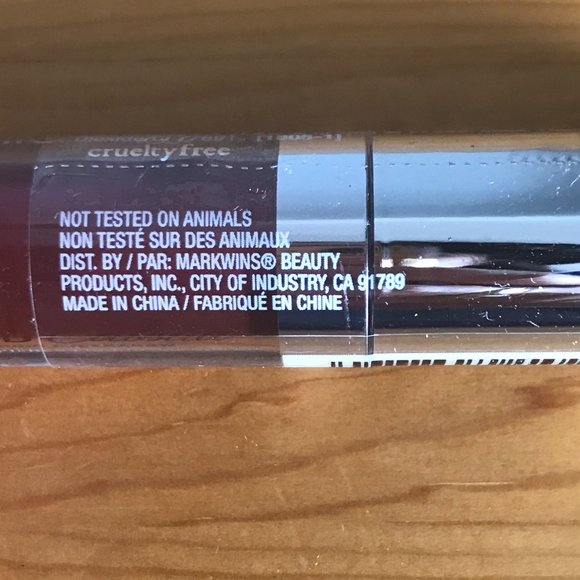 crueltyfree
NOT TESTED ON ANIMALS
NON TESTÉ SUR DES ANIMAUX
DIST. BY / PAR: MARKWINS® BEAUTY
PRODUCTS, INC., CITY OF INDUSTRY, CA 91789
MADE IN CHINA / FABRIQUÉ EN CHINE